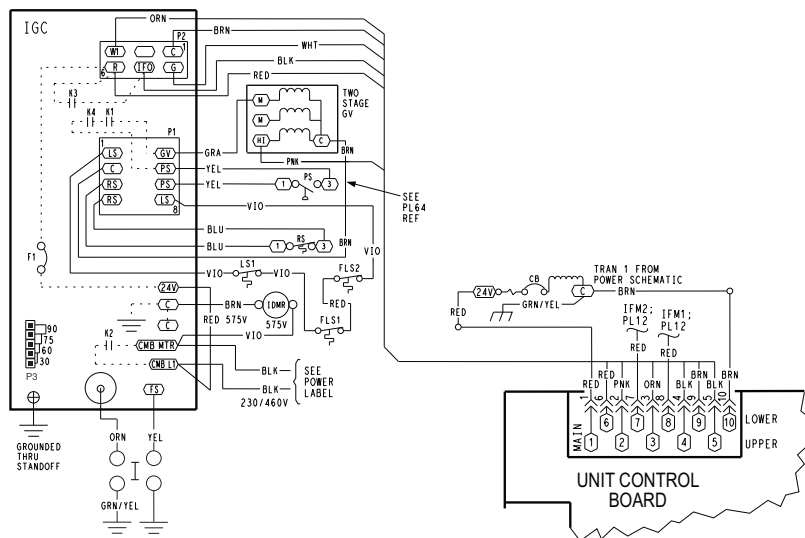 IGC
ORN
BRN
P2
1
W1
C
WHT
R
IFO
G
6
BLK
RED
K3
K4
K1
TWO
STAGE
GV
M
M
HI
C
P1
1
LS
GV
GRA
BRN
PNK
C
PS
YEL
RS
PS
YEL
1
PS
3
RS
LS
8
VIO
SEE
PL64
REF
BLU
BLU
1
RS
3
BRN
VIO
F1
VIO
LS1
VIO
FLS2
24V
RED
C
BRN
IDMR
575V
RED 575V
FLS1
C
VIO
K2
CMB MTR
CMB L1
BLK
BLK
230/460V
SEE
POWER
LABEL
90
75
60
30
P3
FS
GROUNDED
THRU
STANDOFF
ORN
YEL
GRN/YEL
TRAN 1 FROM
POWER SCHEMATIC
CB
24V
C
BRN
GRN/YEL
RED
IFM2;
PL12
IFM1;
PL12
RED
RED
RED
RED
PNK
ORN
BLK
BRN
BLK
BRN
1
6
2
7
3
8
4
9
5
10
MAIN
6
7
8
9
10
LOWER
1
2
3
4
5
UPPER
UNIT CONTROL
BOARD